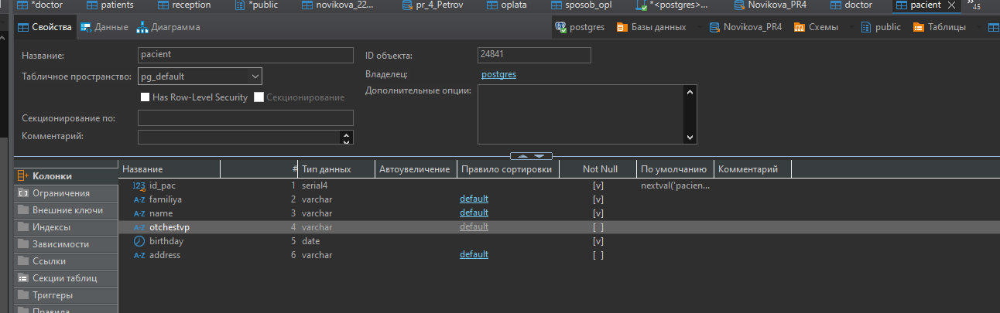 *doctor patients reception *public novikova_22... pr_4_Petrov oplata sposob_opl *<postgres>... Novikova_PR4 doctor pacient 45
Свойства Данные Диаграмма postgres Базы данных Novikova_PR4 Схемы public Таблицы
Название: pacient ID объекта: 24841
Табличное пространство: pg_default Владелец: postgres
Дополнительные опции:
Has Row-Level Security Секционирование
Секционирование по:
Комментарий:
Название # Тип данных Автоувеличение Правило сортировки Not Null По умолчанию Комментарий
Колонки 123 id_pac 1 serial4 [v] nextval('pacien...
Ограничения A-Z familiya 2 varchar default [v]
Внешние ключи A-Z name 3 varchar default [v]
Индексы A-Z otchestvp 4 varchar default [ ]
Зависимости birthday 5 date [v]
Ссылки A-Z address 6 varchar default [ ]
Секции таблиц
Триггеры
Правила